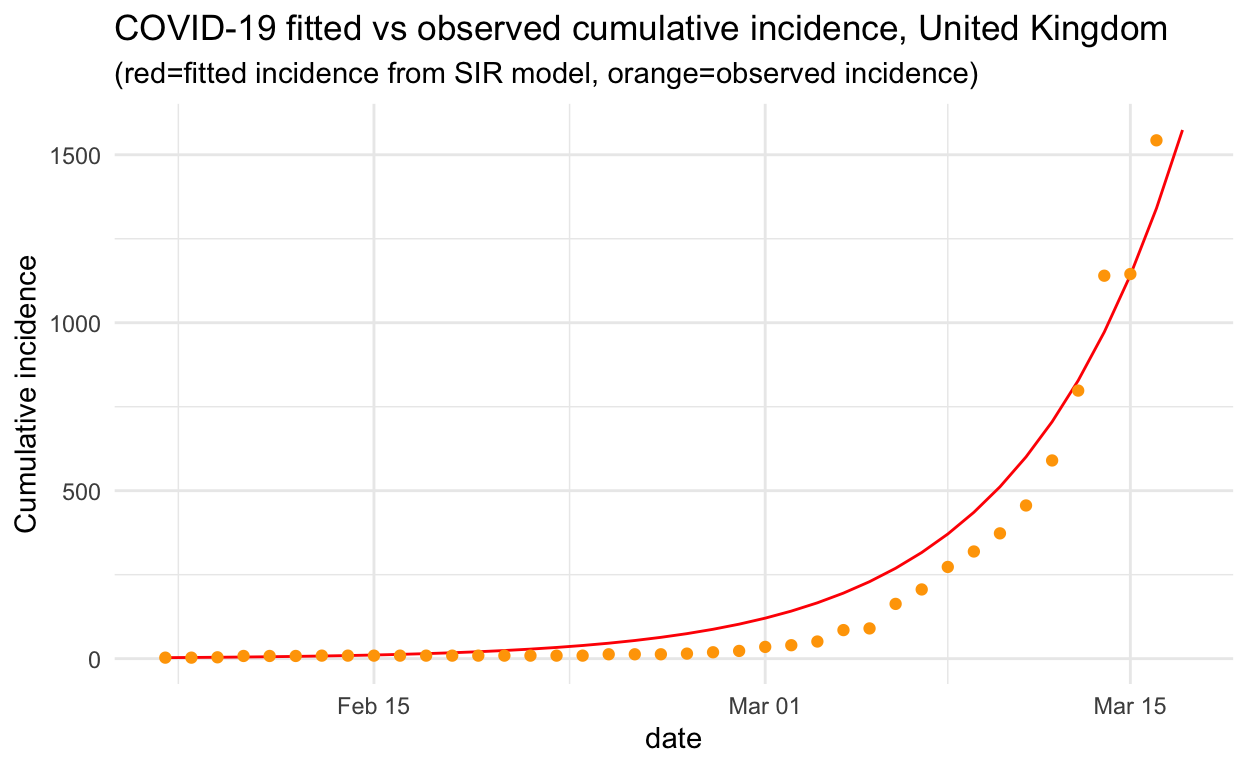 COVID-19 fitted vs observed cumulative incidence, United Kingdom
(red=fitted incidence from SIR model, orange=observed incidence)
Cumulative incidence
1500
1000
500
0
Feb 15
Mar 01
Mar 15
date